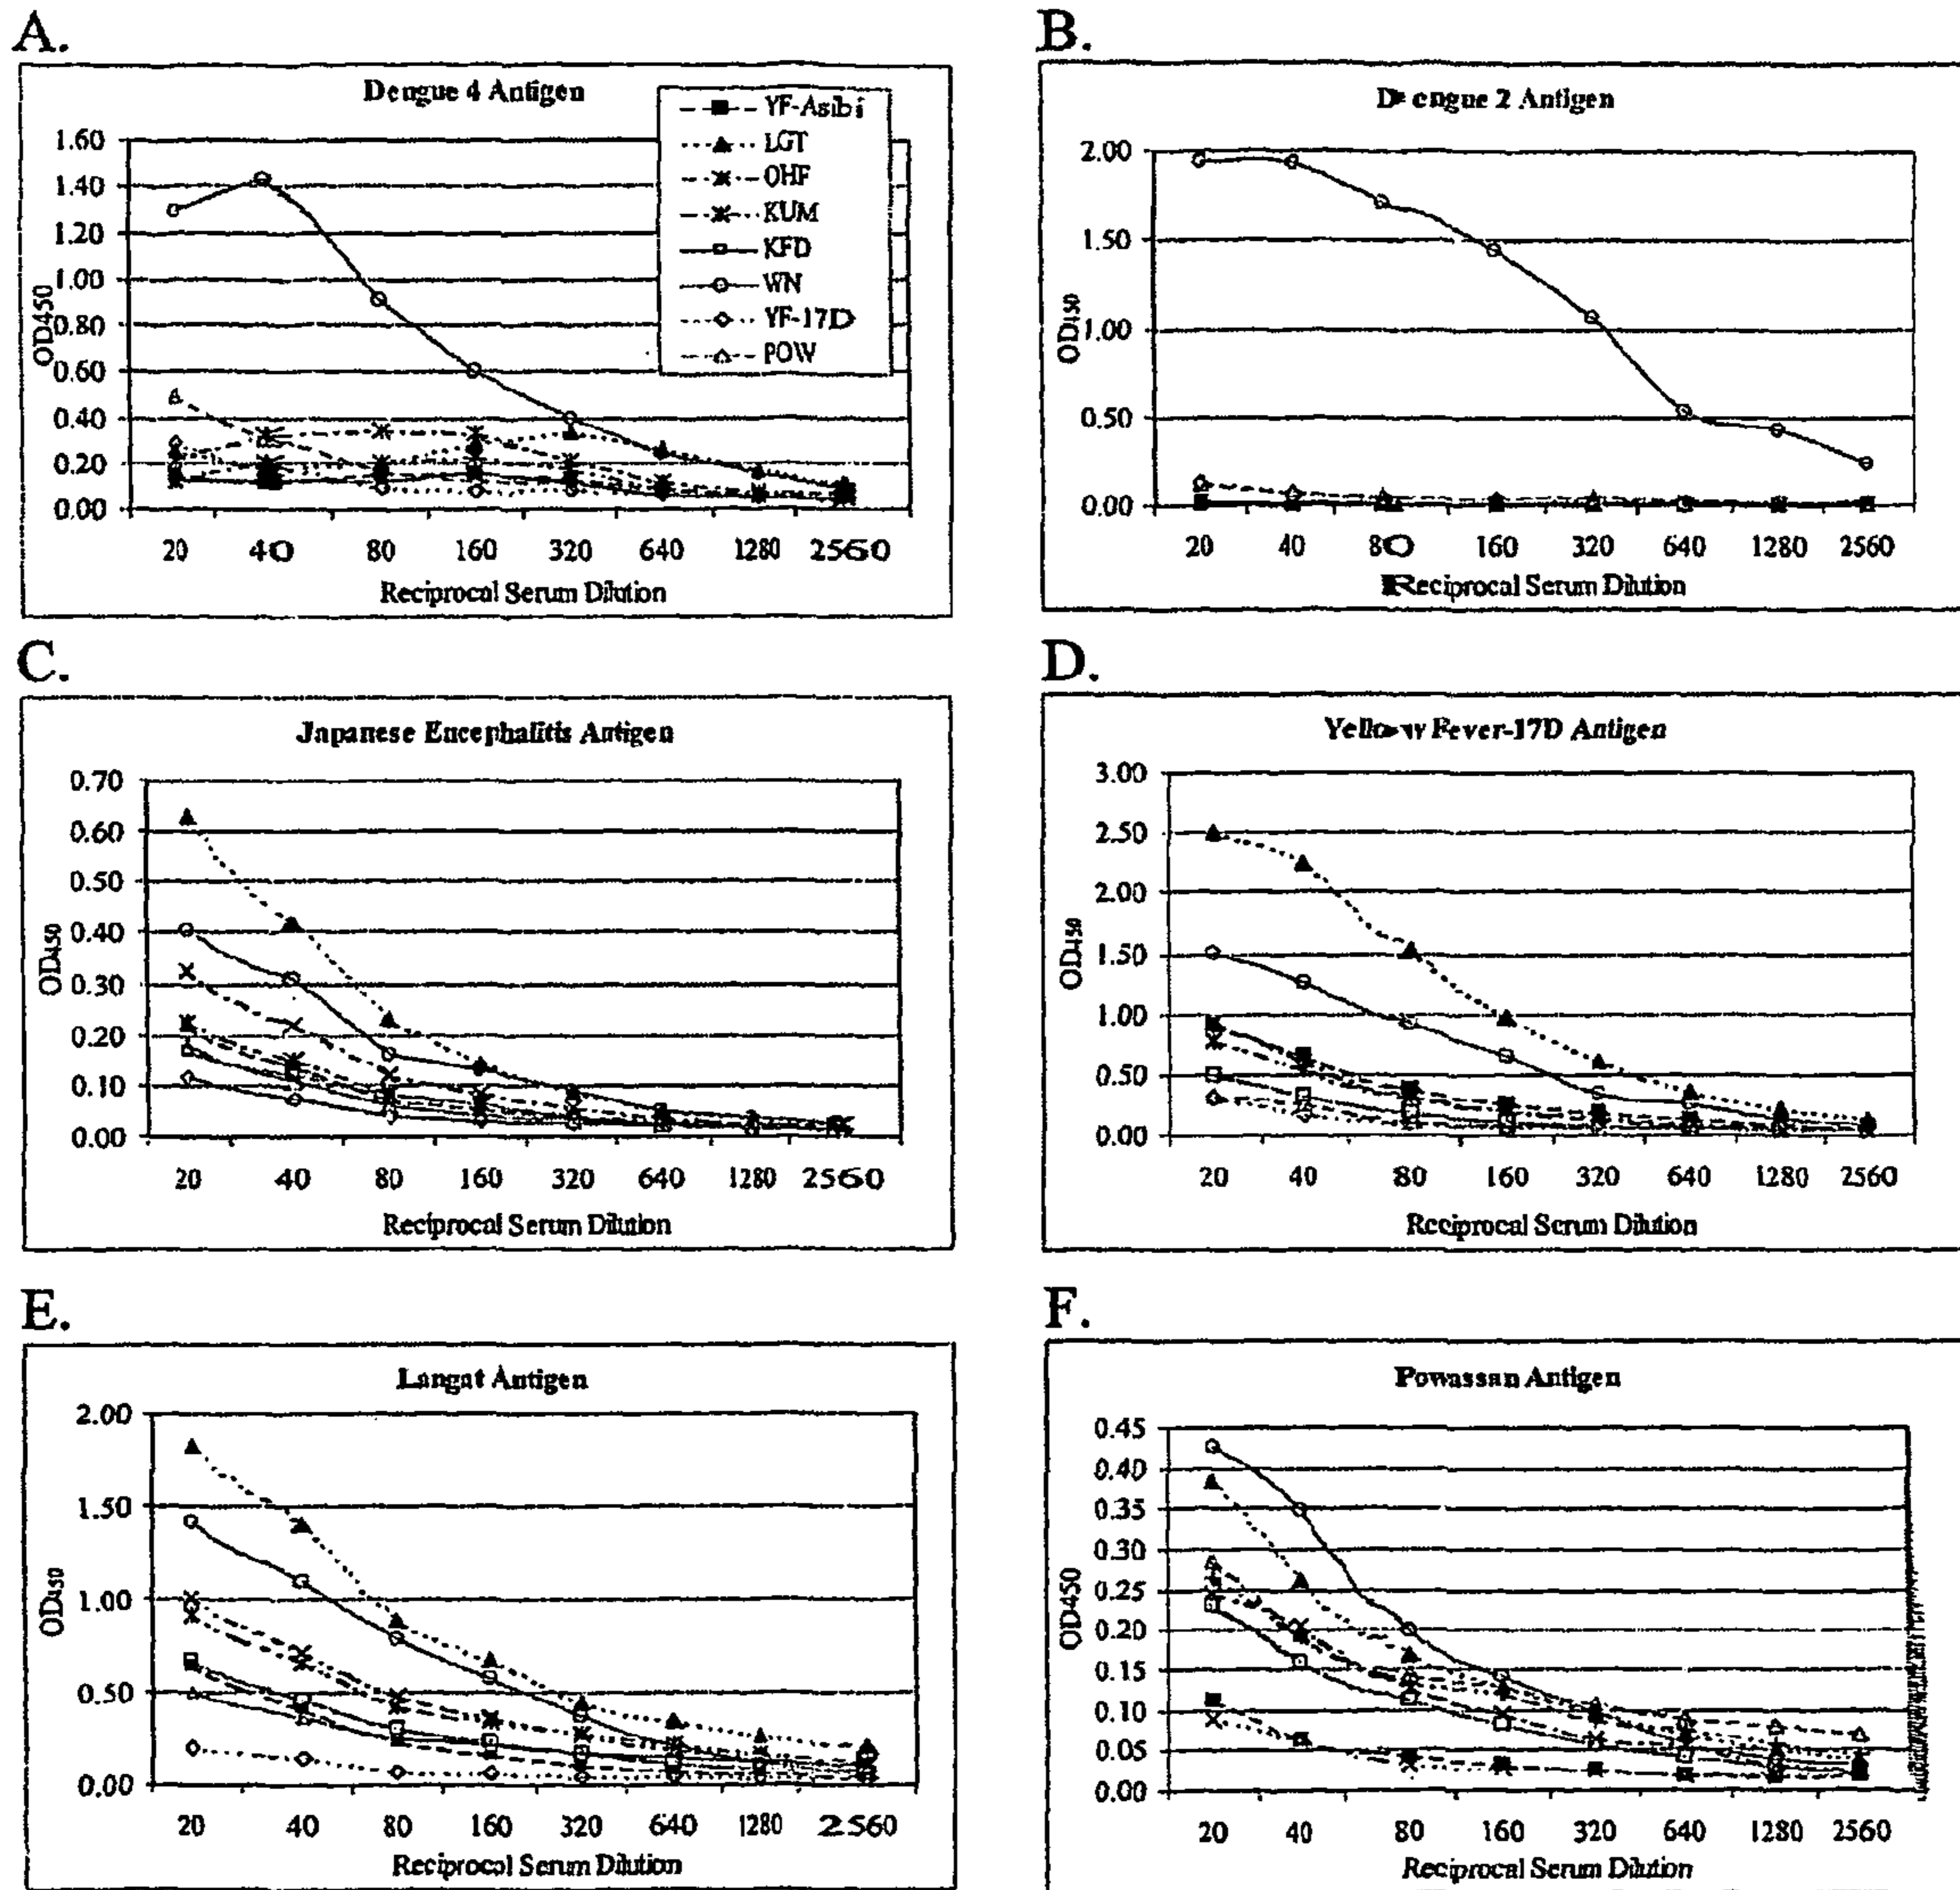 A.
Dengue 4 Antigen
YF-Asibi
LGT
OHF
KUM
KFD
WN
YF-17D
POW
1.60
1.40
1.20
1.00
0.80
0.60
0.40
0.20
0.00
OD450
20 40 80 160 320 640 1280 2560
Reciprocal Serum Dilution
B.
Dengue 2 Antigen
2.00
1.50
1.00
0.50
0.00
OD450
20 40 80 160 320 640 1280 2560
Reciprocal Serum Dilution
C.
Japanese Encephalitis Antigen
0.70
0.60
0.50
0.40
0.30
0.20
0.10
0.00
OD450
20 40 80 160 320 640 1280 2560
Reciprocal Serum Dilution
D.
Yellow Fever-17D Antigen
3.00
2.50
2.00
1.50
1.00
0.50
0.00
OD450
20 40 80 160 320 640 1280 2560
Reciprocal Serum Dilution
E.
Langat Antigen
2.00
1.50
1.00
0.50
0.00
OD450
20 40 80 160 320 640 1280 2560
Reciprocal Serum Dilution
F.
Powassan Antigen
0.45
0.40
0.35
0.30
0.25
0.20
0.15
0.10
0.05
0.00
OD450
20 40 80 160 320 640 1280 2560
Reciprocal Serum Dilution